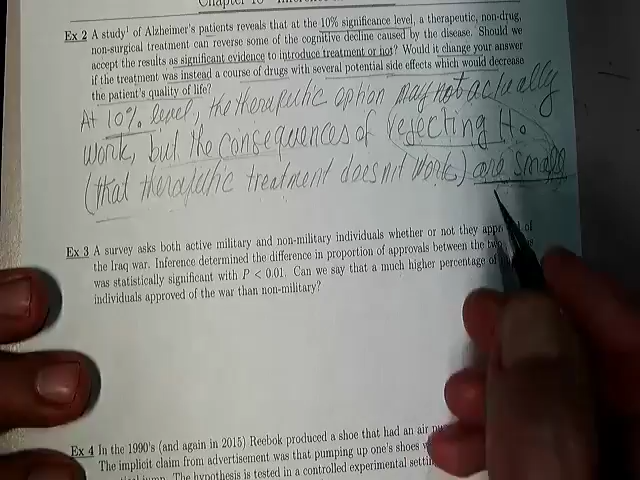 Ex 2 A study¹ of Alzheimer's patients reveals that at the 10% significance level, a therapeutic, non-drug,
non-surgical treatment can reverse some of the cognitive decline caused by the disease. Should we
accept the results as significant evidence to introduce treatment or not? Would it change your answer
if the treatment was instead a course of drugs with several potential side effects which would decrease
the patient's quality of life?
At 10% level, the therapeutic option may not actually
work, but the consequences of rejecting H₀
(that therapeutic treatment doesn't work) are small
Ex 3 A survey asks both active military and non-military individuals whether or not they of
the Iraq war. Inference determined the difference in proportion of approvals between the
was statistically significant with P < 0.01. Can we say that a much higher percentage of
individuals approved of the war than non-military?
Ex 4 In the 1990's (and again in 2015) Reebok produced a shoe that had an air
The implicit claim from advertisement was that pumping up one's shoes
The hypothesis is tested in a controlled experimental